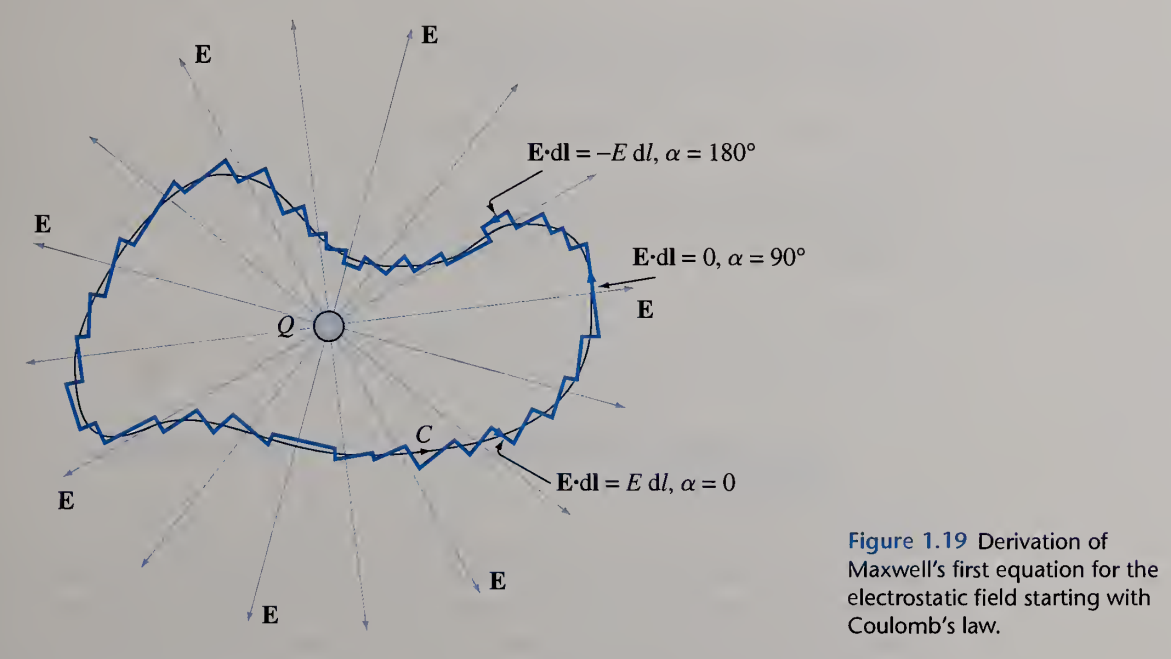 E
E
E·dl = –E dl, α = 180°
E
E·dl = 0, α = 90°
E
Q
C
E·dl = E dl, α = 0
E
E
E
Figure 1.19 Derivation of
Maxwell's first equation for the
electrostatic field starting with
Coulomb's law.